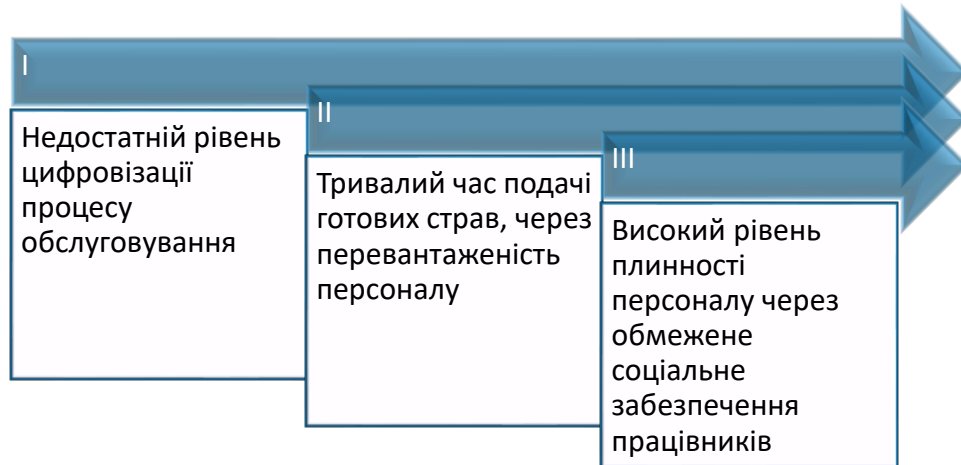 I
Недостатній рівень
цифровізації
процесу
обслуговування
II
Тривалий час подачі
готових страв, через
перевантаженість
персоналу
III
Високий рівень
плинності
персоналу через
обмежене
соціальне
забезпечення
працівників